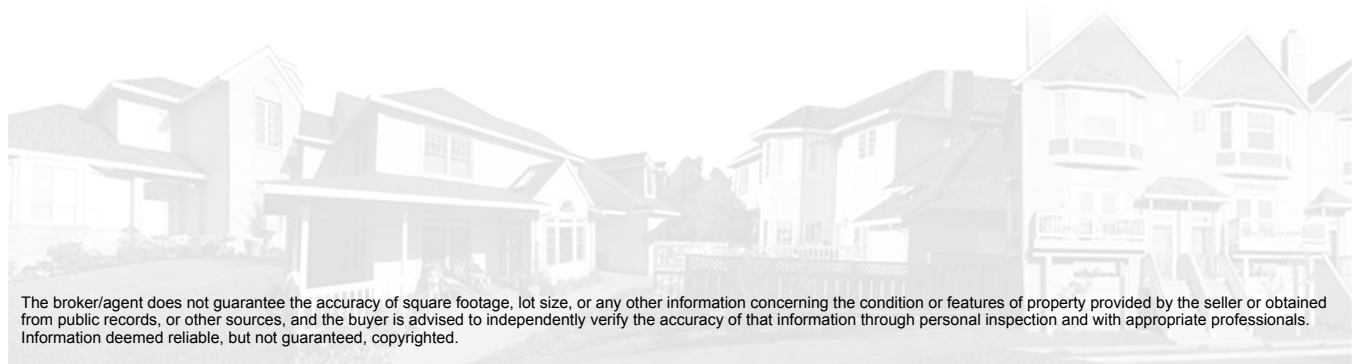 The broker/agent does not guarantee the accuracy of square footage, lot size, or any other information concerning the condition or features of property provided by the seller or obtained
from public records, or other sources, and the buyer is advised to independently verify the accuracy of that information through personal inspection and with appropriate professionals.
Information deemed reliable, but not guaranteed, copyrighted.